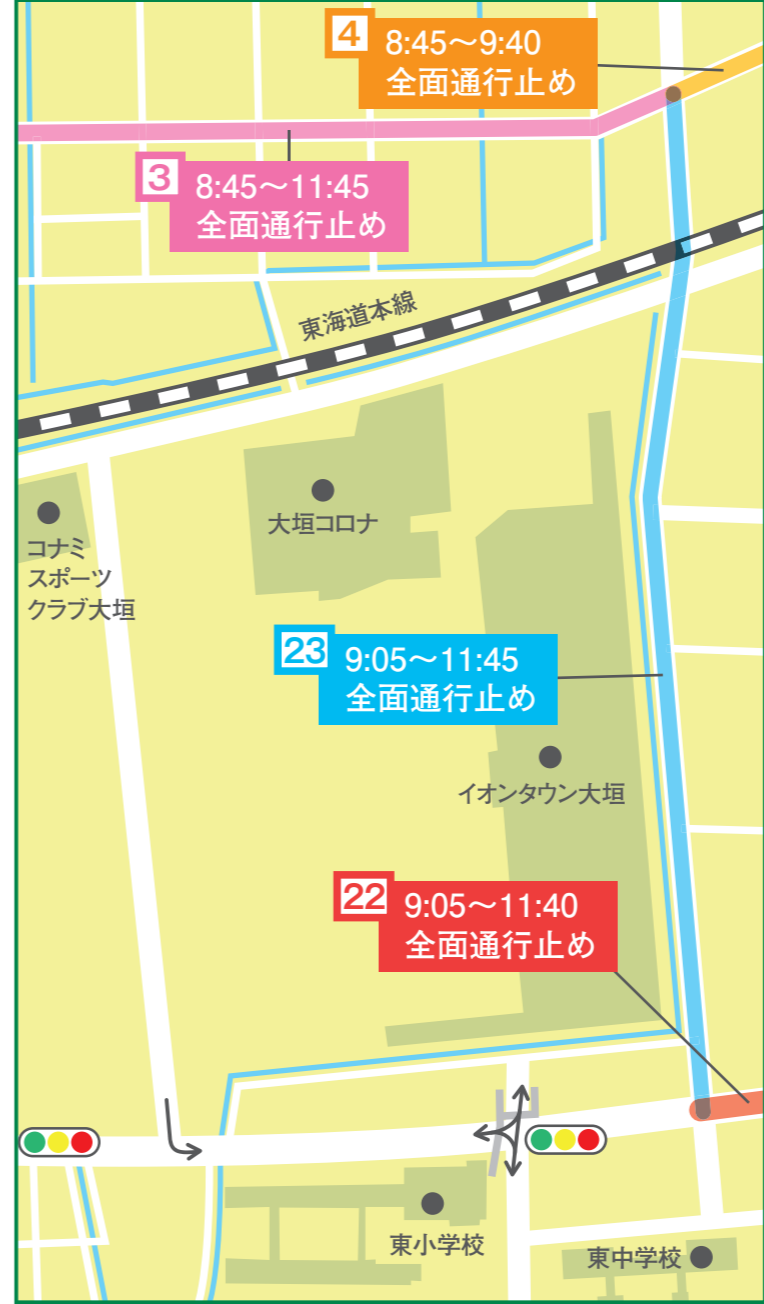 4
8:45〜9:40
全面通行止め
3
8:45〜11:45
全面通行止め
東海道本線
大垣コロナ
コナミ
スポーツ
クラブ大垣
23
9:05〜11:45
全面通行止め
イオンタウン大垣
22
9:05〜11:40
全面通行止め
東小学校
東中学校